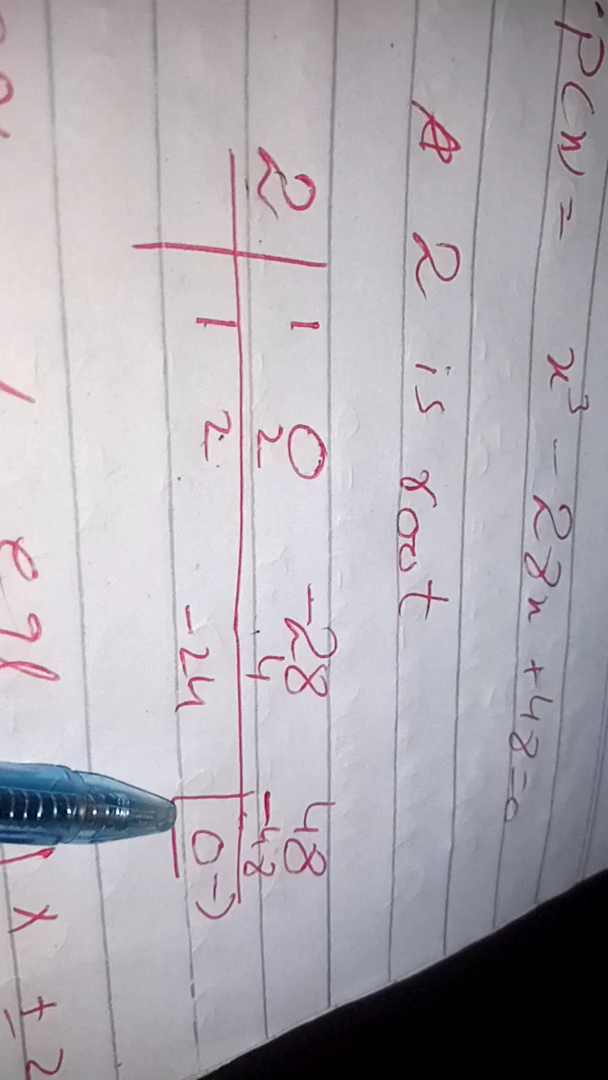 P(x) = x³ - 28x + 48=0
2 is root
2 | 1 0 -28 48
2 4 -48
1 2 -24 | 0 →
x ± 2